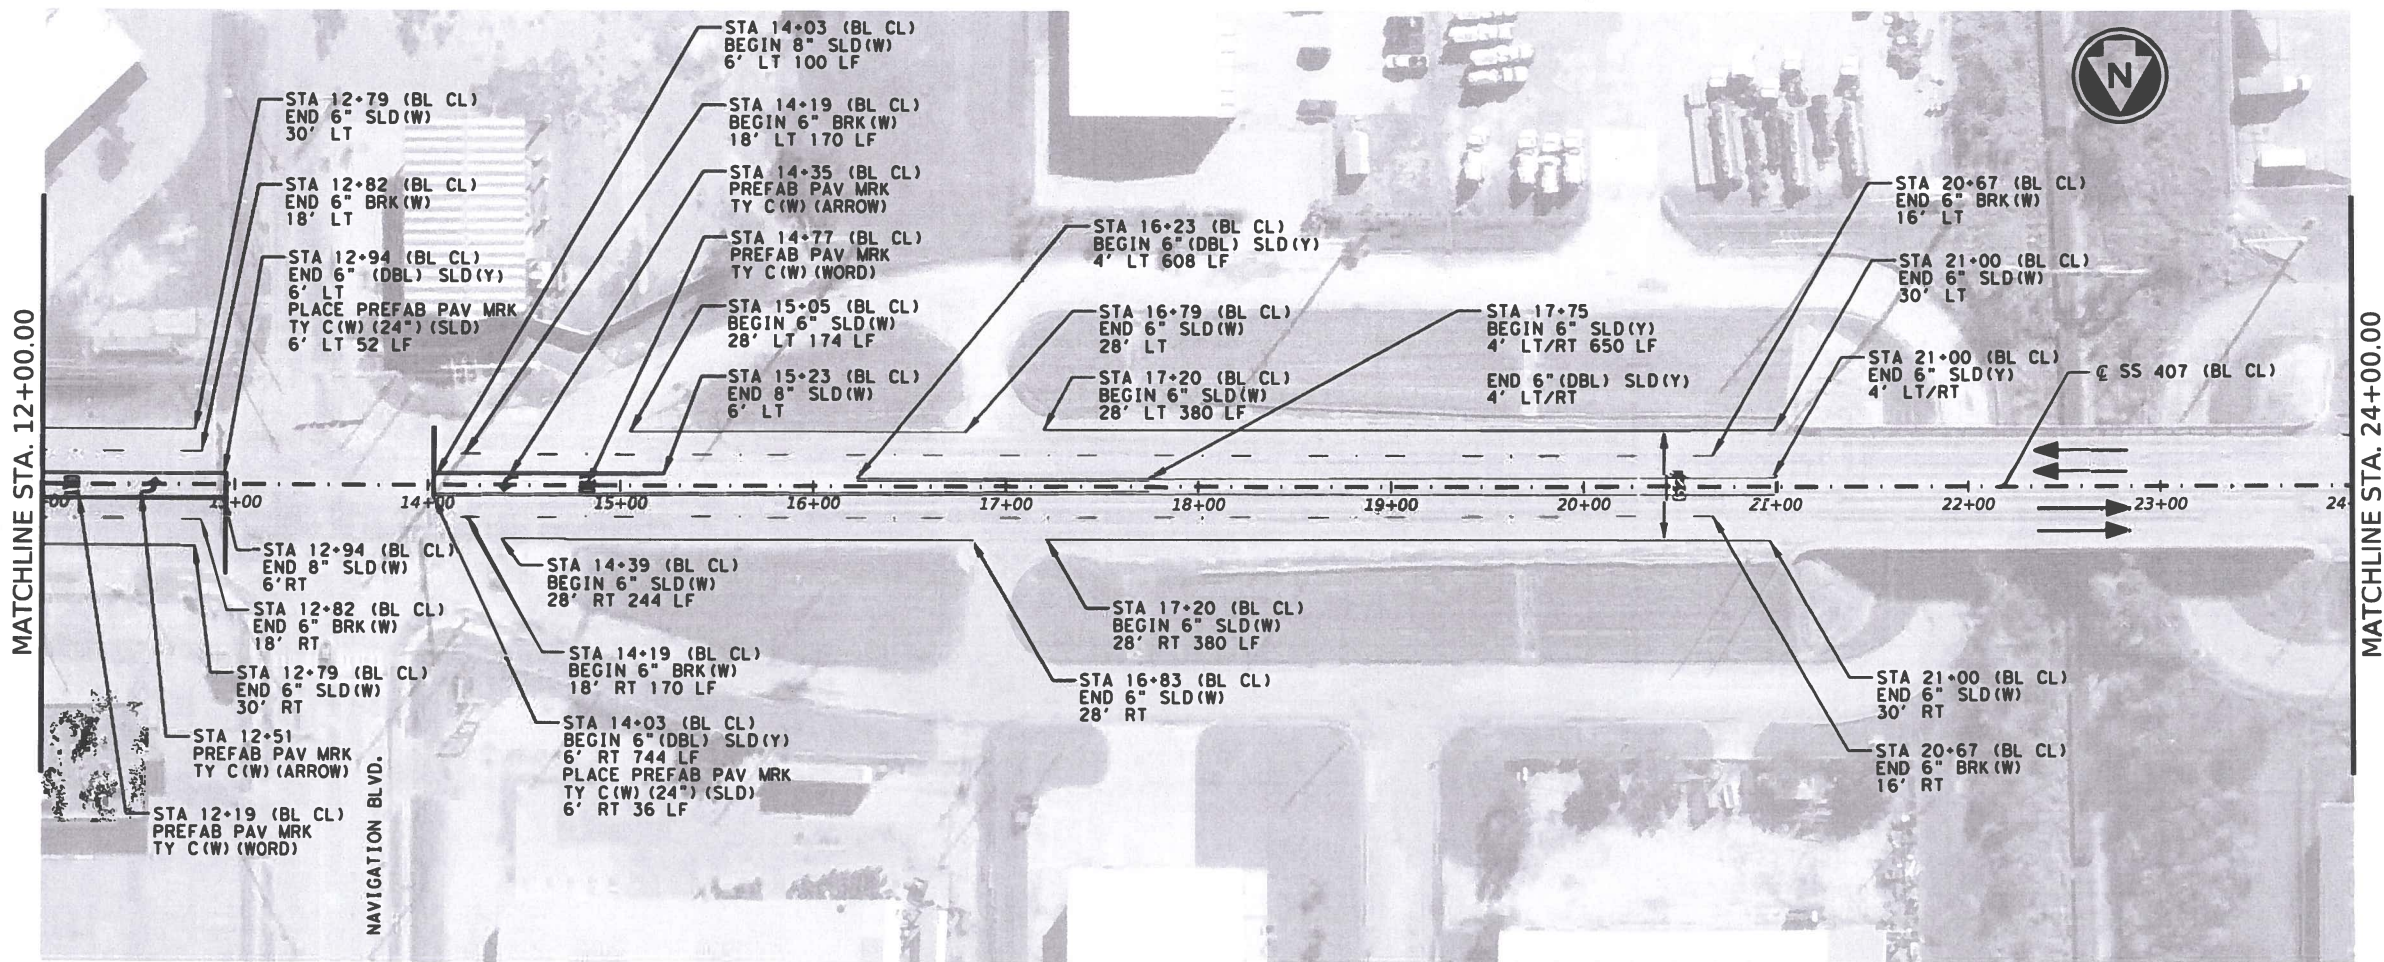 MATCHLINE STA. 12+00.00
STA 12+79 (BL CL)
END 6" SLD(W)
30' LT
STA 12+82 (BL CL)
END 6" BRK(W)
18' LT
STA 12+94 (BL CL)
END 6" (DBL) SLD(Y)
6' LT
PLACE PREFAB PAV MRK
TY C(W)(24")(SLD)
6' LT 52 LF
STA 14+03 (BL CL)
BEGIN 8" SLD(W)
6' LT 100 LF
STA 14+19 (BL CL)
BEGIN 6" BRK(W)
18' LT 170 LF
STA 14+35 (BL CL)
PREFAB PAV MRK
TY C(W)(ARROW)
STA 14+77 (BL CL)
PREFAB PAV MRK
TY C(W)(WORD)
STA 15+05 (BL CL)
BEGIN 6" SLD(W)
28' LT 174 LF
STA 15+23 (BL CL)
END 8" SLD(W)
6' LT
STA 16+23 (BL CL)
BEGIN 6"(DBL) SLD(Y)
4' LT 608 LF
STA 16+79 (BL CL)
END 6" SLD(W)
28' LT
STA 17+20 (BL CL)
BEGIN 6" SLD(W)
28' LT 380 LF
STA 17+75
BEGIN 6" SLD(Y)
4' LT/RT 650 LF
END 6"(DBL) SLD(Y)
4' LT/RT
N
STA 20+67 (BL CL)
END 6" BRK(W)
16' LT
STA 21+00 (BL CL)
END 6" SLD(W)
30' LT
STA 21+00 (BL CL)
END 6" SLD(Y)
4' LT/RT
℄ SS 407 (BL CL)
13+00
14+00
15+00
16+00
17+00
18+00
19+00
20+00
21+00
22+00
23+00
24+
STA 12+94 (BL CL)
END 8" SLD(W)
6'RT
STA 12+82 (BL CL)
END 6" BRK(W)
18' RT
STA 12+79 (BL CL)
END 6" SLD(W)
30' RT
STA 12+51
PREFAB PAV MRK
TY C(W)(ARROW)
STA 12+19 (BL CL)
PREFAB PAV MRK
TY C(W)(WORD)
NAVIGATION BLVD.
STA 14+39 (BL CL)
BEGIN 6" SLD(W)
28' RT 244 LF
STA 14+19 (BL CL)
BEGIN 6" BRK(W)
18' RT 170 LF
STA 14+03 (BL CL)
BEGIN 6"(DBL) SLD(Y)
6' RT 744 LF
PLACE PREFAB PAV MRK
TY C(W)(24")(SLD)
6' RT 36 LF
STA 17+20 (BL CL)
BEGIN 6" SLD(W)
28' RT 380 LF
STA 16+83 (BL CL)
END 6" SLD(W)
28' RT
STA 21+00 (BL CL)
END 6" SLD(W)
30' RT
STA 20+67 (BL CL)
END 6" BRK(W)
16' RT
MATCHLINE STA. 24+00.00